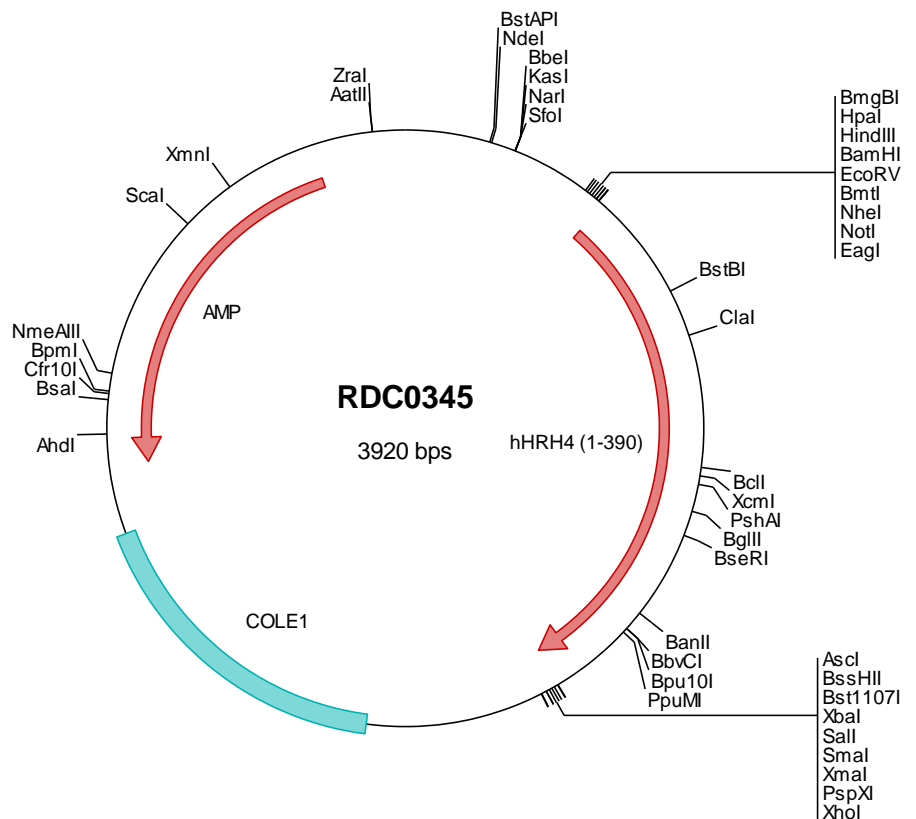 BstAPI
NdeI
BbeI
KasI
NarI
SfoI
ZraI
AatII
XmnI
ScaI
BmgBI
HpaI
HindIII
BamHI
EcoRV
BmtI
NheI
NotI
EagI
BstBI
ClaI
AMP
NmeAIII
BpmI
Cfr10I
BsaI
AhdI
RDC0345
3920 bps
hHRH4 (1-390)
BclI
XcmI
PshAI
BglII
BseRI
COLE1
BanII
BbvCI
Bpu10I
PpuMI
AscI
BssHII
Bst1107I
XbaI
SalI
SmaI
XmaI
PspXI
XhoI